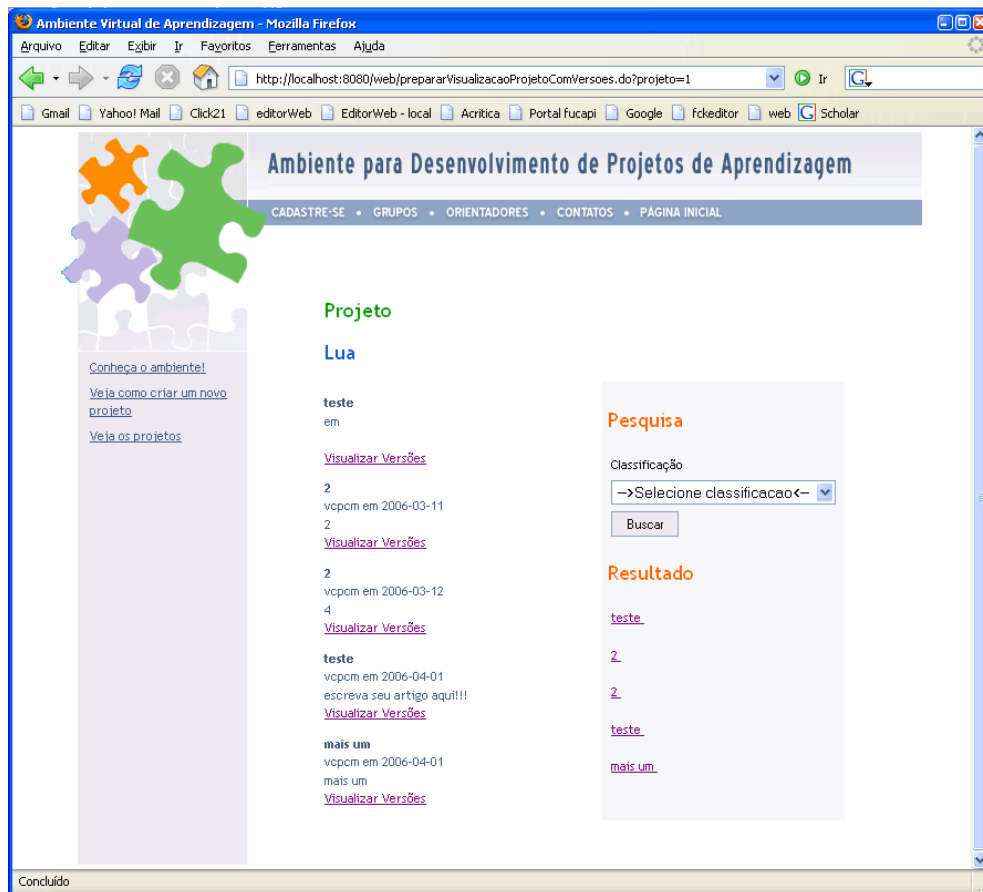 Ambiente Virtual de Aprendizagem - Mozilla Firefox
Arquivo Editar Exibir Ir Favoritos Ferramentas Ajuda
http://localhost:8080/web/prepararVisualizacaoProjetoComVersoes.do?projeto=1 Ir G
Gmail Yahoo! Mail Click21 editorWeb EditorWeb - local Acritica Portal fucapi Google fckeditor web G Scholar
Ambiente para Desenvolvimento de Projetos de Aprendizagem
CADASTRE-SE • GRUPOS • ORIENTADORES • CONTATOS • PÁGINA INICIAL
Conheça o ambiente!
Veja como criar um novo
projeto
Veja os projetos
Projeto
Lua
teste
em
Visualizar Versões
2
vcpcm em 2006-03-11
2
Visualizar Versões
2
vcpcm em 2006-03-12
4
Visualizar Versões
teste
vcpcm em 2006-04-01
escreva seu artigo aqui!!!
Visualizar Versões
mais um
vcpcm em 2006-04-01
mais um
Visualizar Versões
Pesquisa
Classificação
-->Selecione classificacao<--
Buscar
Resultado
teste
2
2
teste
mais um
Concluído